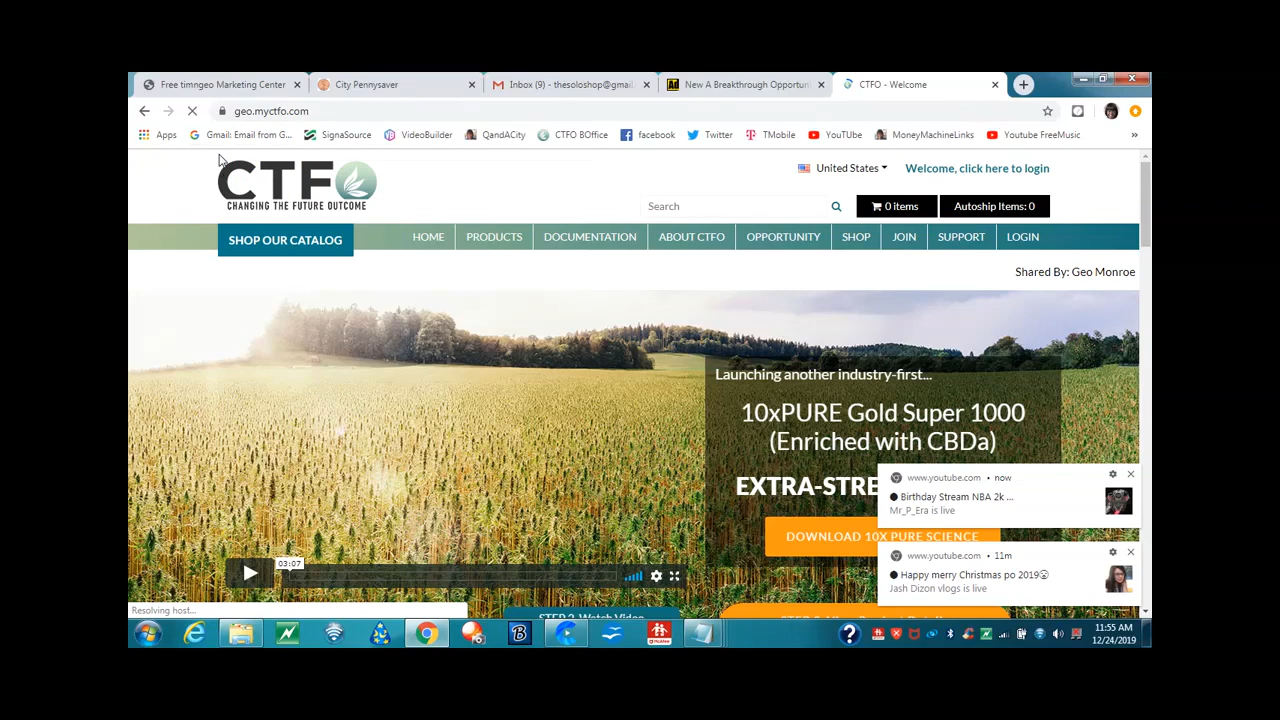 Free timngeo Marketing Center
City Pennysaver
Inbox (9) - thesoloshop@gmail.
New A Breakthrough Opportuni
CTFO - Welcome
geo.myctfo.com
Apps
Gmail: Email from G...
SignaSource
VideoBuilder
QandACity
CTFO BOffice
facebook
Twitter
TMobile
YouTUbe
MoneyMachineLinks
Youtube FreeMusic
»
CTFO
CHANGING THE FUTURE OUTCOME
United States
Welcome, click here to login
Search
0 items
Autoship Items: 0
SHOP OUR CATALOG
HOME
PRODUCTS
DOCUMENTATION
ABOUT CTFO
OPPORTUNITY
SHOP
JOIN
SUPPORT
LOGIN
Shared By: Geo Monroe
Launching another industry-first...
10xPURE Gold Super 1000
(Enriched with CBDa)
EXTRA-STRE
DOWNLOAD 10X PURE SCIENCE
www.youtube.com • now
Birthday Stream NBA 2k ...
Mr_P_Era is live
www.youtube.com • 11m
Happy merry Christmas po 2019
Jash Dizon vlogs is live
03:07
Resolving host...
STEP 2. Watch Video
11:55 AM
12/24/2019